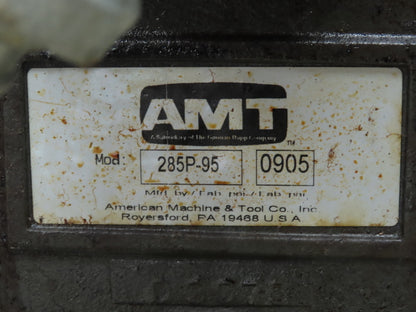 AMT
A Subsidiary of The Gorman-Rupp Company
TM
Mod: 285P-95 0905
Mfd. by / Fab. por / Fab. par
American Machine & Tool Co., Inc
Royersford, PA 19468 U S A